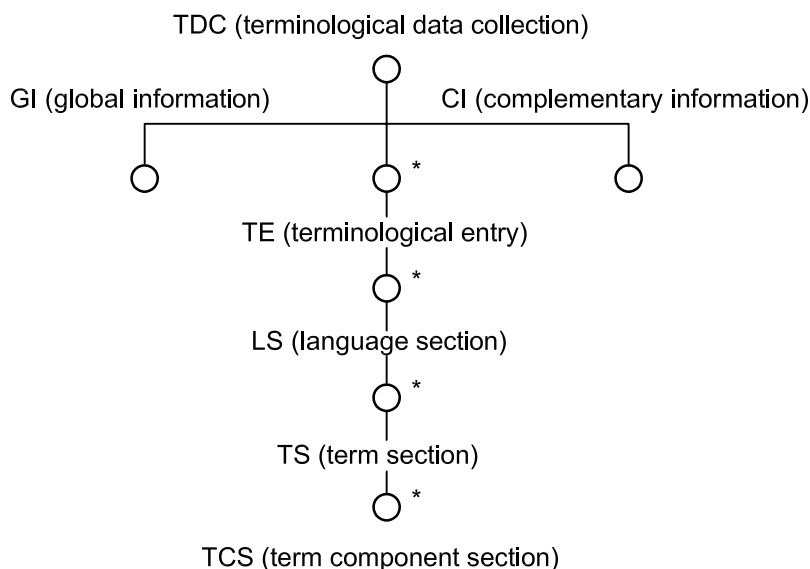 TDC (terminological data collection)
GI (global information)
CI (complementary information)
*
TE (terminological entry)
*
LS (language section)
*
TS (term section)
*
TCS (term component section)